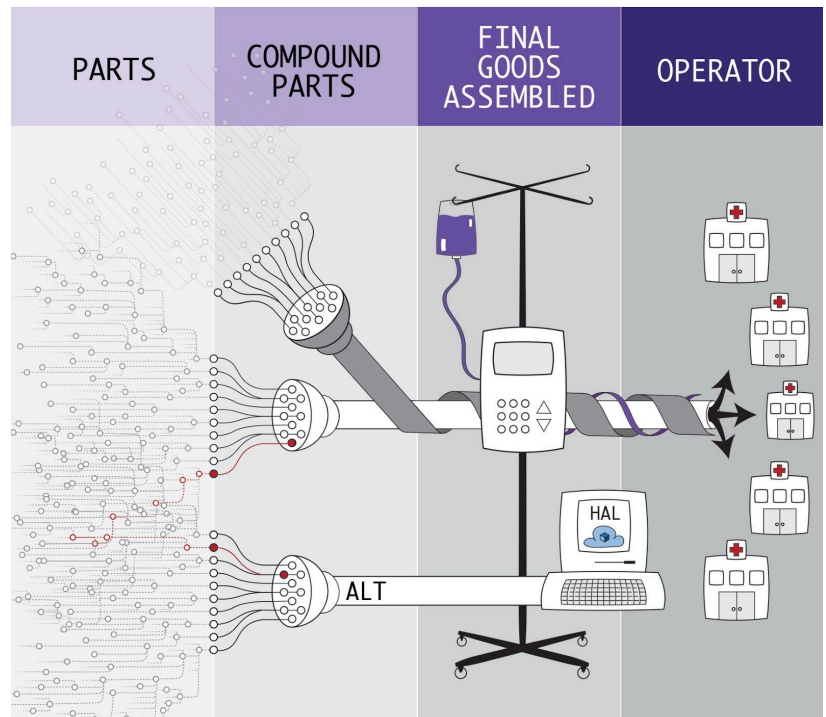 PARTS
COMPOUND
PARTS
FINAL
GOODS
ASSEMBLED
OPERATOR
HAL
ALT